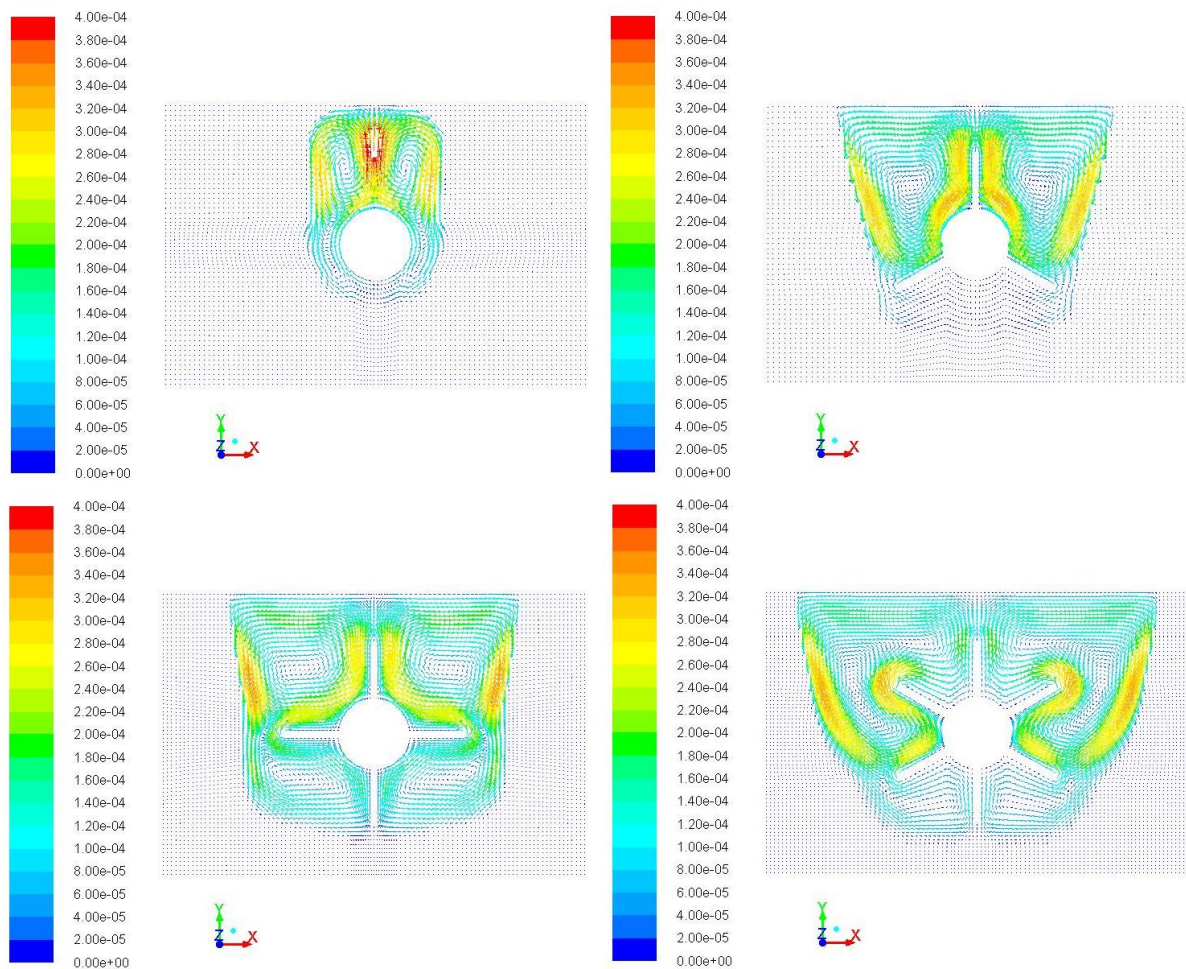 4.00e-04
3.80e-04
3.60e-04
3.40e-04
3.20e-04
3.00e-04
2.80e-04
2.60e-04
2.40e-04
2.20e-04
2.00e-04
1.80e-04
1.60e-04
1.40e-04
1.20e-04
1.00e-04
8.00e-05
6.00e-05
4.00e-05
2.00e-05
0.00e+00
Y
Z
X
4.00e-04
3.80e-04
3.60e-04
3.40e-04
3.20e-04
3.00e-04
2.80e-04
2.60e-04
2.40e-04
2.20e-04
2.00e-04
1.80e-04
1.60e-04
1.40e-04
1.20e-04
1.00e-04
8.00e-05
6.00e-05
4.00e-05
2.00e-05
0.00e+00
Y
Z
X
4.00e-04
3.80e-04
3.60e-04
3.40e-04
3.20e-04
3.00e-04
2.80e-04
2.60e-04
2.40e-04
2.20e-04
2.00e-04
1.80e-04
1.60e-04
1.40e-04
1.20e-04
1.00e-04
8.00e-05
6.00e-05
4.00e-05
2.00e-05
0.00e+00
Y
Z
X
4.00e-04
3.80e-04
3.60e-04
3.40e-04
3.20e-04
3.00e-04
2.80e-04
2.60e-04
2.40e-04
2.20e-04
2.00e-04
1.80e-04
1.60e-04
1.40e-04
1.20e-04
1.00e-04
8.00e-05
6.00e-05
4.00e-05
2.00e-05
0.00e+00
Y
Z
X